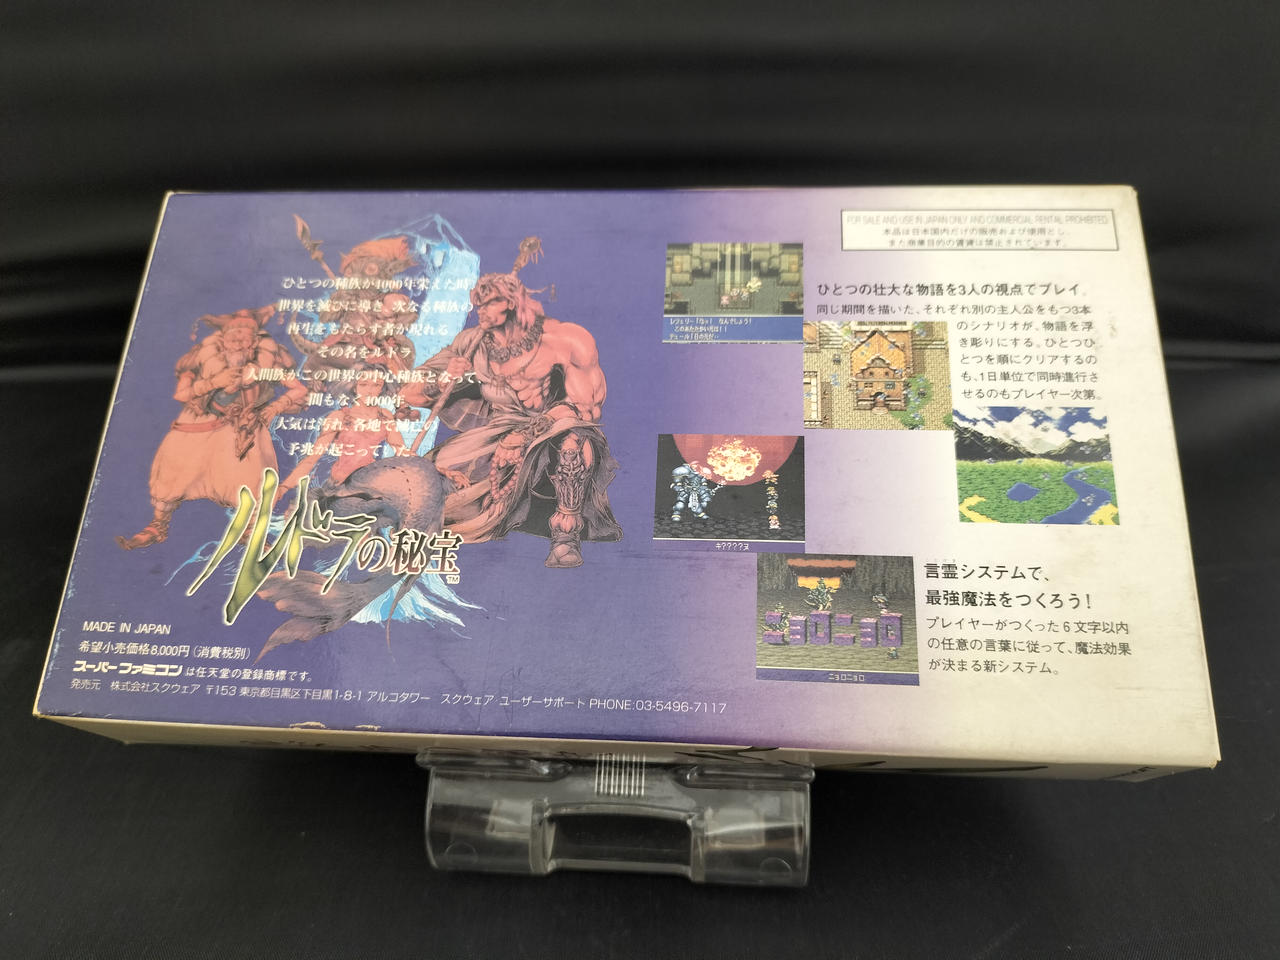 ひとつの種族が4000年栄えた時
世界を滅びに導き、次なる種族の
再生をもたらす者が現れる
その名をルドラ
人間族がこの世界の中心種族となって、
間もなく4000年
大気は汚れ、各地で滅亡の
予兆が起こっていた…
ルドラの秘宝
TM
MADE IN JAPAN
希望小売価格8,000円(消費税別)
スーパーファミコンは任天堂の登録商標です。
発売元 株式会社スクウェア 〒153 東京都目黒区下目黒1-8-1 アルコタワー スクウェア ユーザーサポート PHONE:03-5496-7117
FOR SALE AND USE IN JAPAN ONLY AND COMMERCIAL RENTAL PROHIBITED.
本品は日本国内だけの販売および使用とし、
また商業目的の賃貸は禁止されています。
ひとつの壮大な物語を3人の視点でプレイ。
同じ期間を描いた、それぞれ別の主人公をもつ3本
のシナリオが、物語を浮
き彫りにする。ひとつひ
とつを順にクリアするの
も、1日単位で同時進行さ
せるのもプレイヤー次第。
キ????ヌ
ニョロニョロ
ニョロニョロ
言霊システムで、
最強魔法をつくろう!
プレイヤーがつくった6文字以内
の任意の言葉に従って、魔法効果
が決まる新システム。